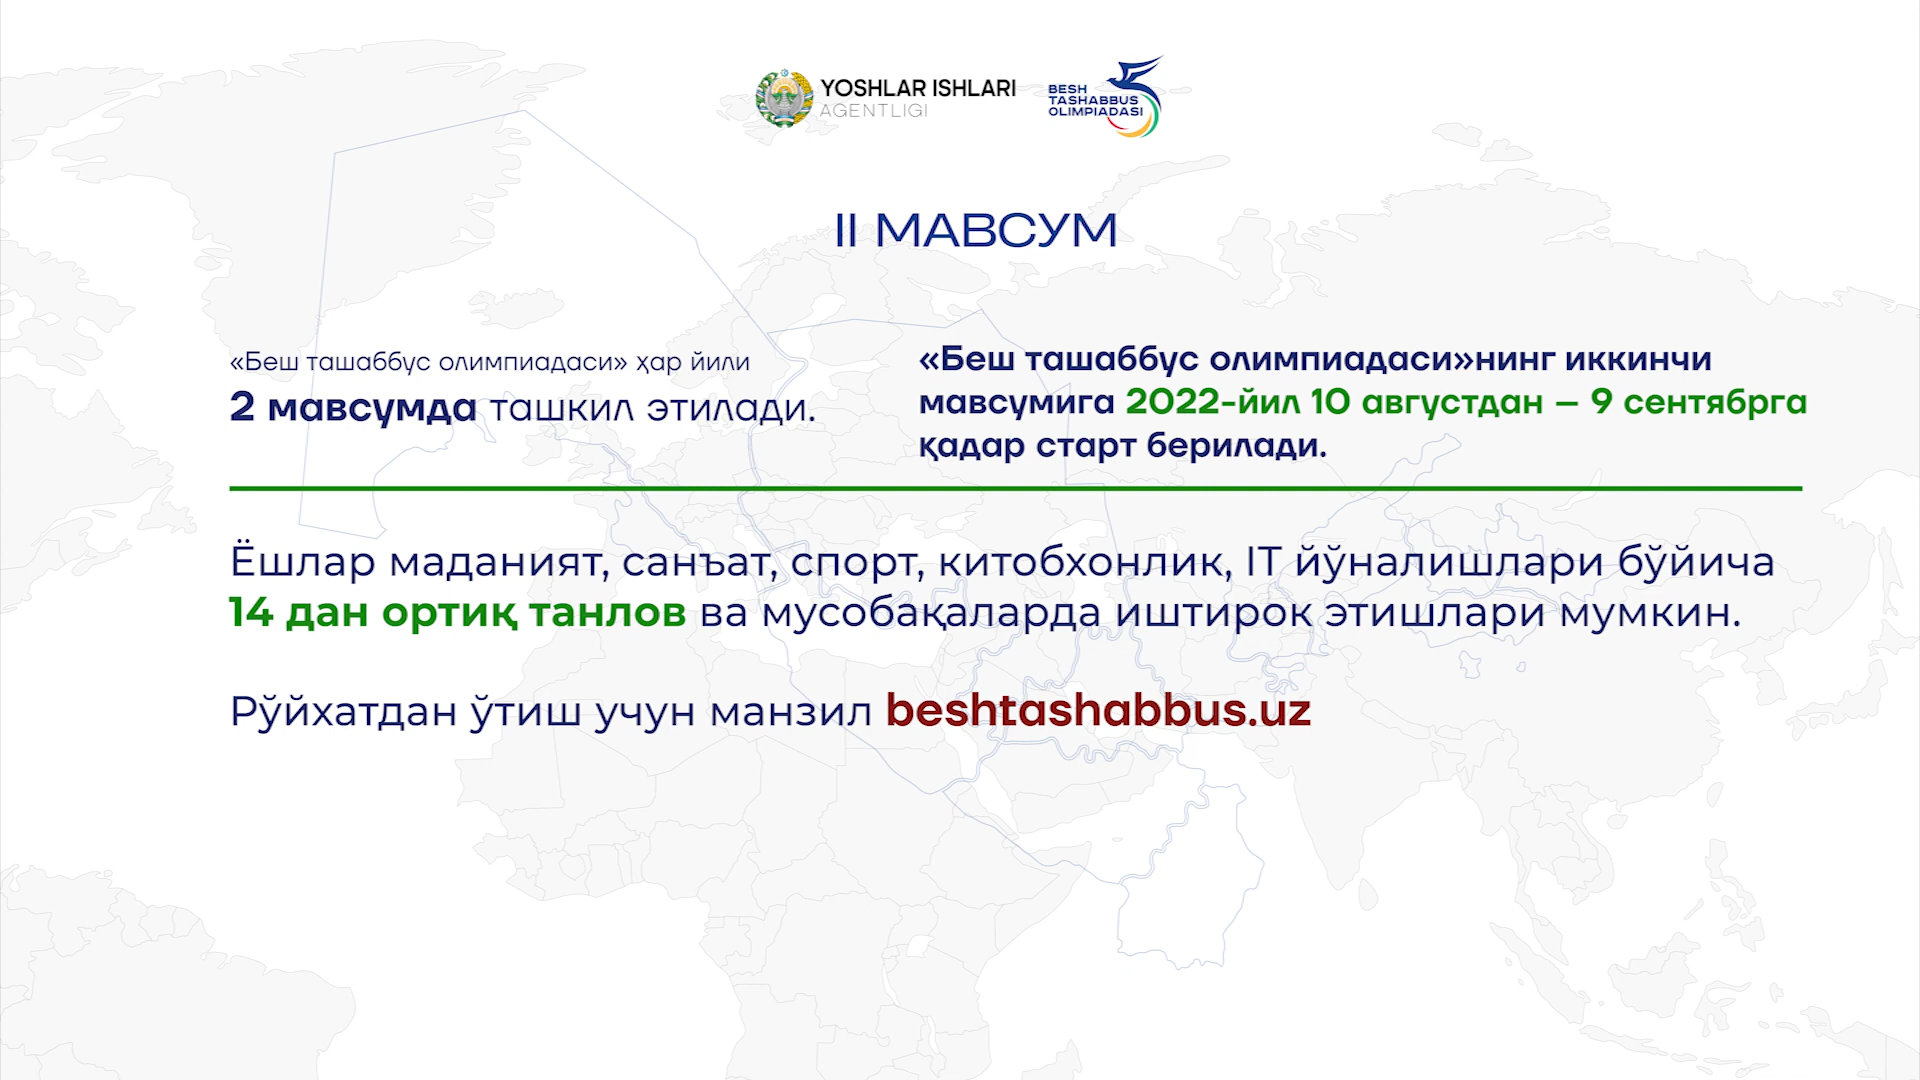 YOSHLAR ISHLARI
AGENTLIGI
BESH
TASHABBUS
OLIMPIADASI
II МАВСУМ
«Беш ташаббус олимпиадаси» ҳар йили
2 мавсумда ташкил этилади.
«Беш ташаббус олимпиадаси»нинг иккинчи
мавсумига 2022-йил 10 августдан – 9 сентябрга
қадар старт берилади.
Ёшлар маданият, санъат, спорт, китобхонлик, IT йўналишлари бўйича
14 дан ортиқ танлов ва мусобақаларда иштирок этишлари мумкин.
Рўйхатдан ўтиш учун манзил beshtashabbus.uz